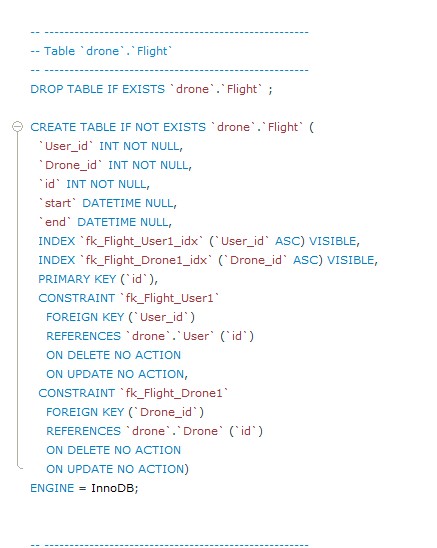 -- -----------------------------------------------------
-- Table `drone`.`Flight`
-- -----------------------------------------------------
DROP TABLE IF EXISTS `drone`.`Flight` ;
CREATE TABLE IF NOT EXISTS `drone`.`Flight` (
`User_id` INT NOT NULL,
`Drone_id` INT NOT NULL,
`id` INT NOT NULL,
`start` DATETIME NULL,
`end` DATETIME NULL,
INDEX `fk_Flight_User1_idx` (`User_id` ASC) VISIBLE,
INDEX `fk_Flight_Drone1_idx` (`Drone_id` ASC) VISIBLE,
PRIMARY KEY (`id`),
CONSTRAINT `fk_Flight_User1`
FOREIGN KEY (`User_id`)
REFERENCES `drone`.`User` (`id`)
ON DELETE NO ACTION
ON UPDATE NO ACTION,
CONSTRAINT `fk_Flight_Drone1`
FOREIGN KEY (`Drone_id`)
REFERENCES `drone`.`Drone` (`id`)
ON DELETE NO ACTION
ON UPDATE NO ACTION)
ENGINE = InnoDB;
-- -----------------------------------------------------